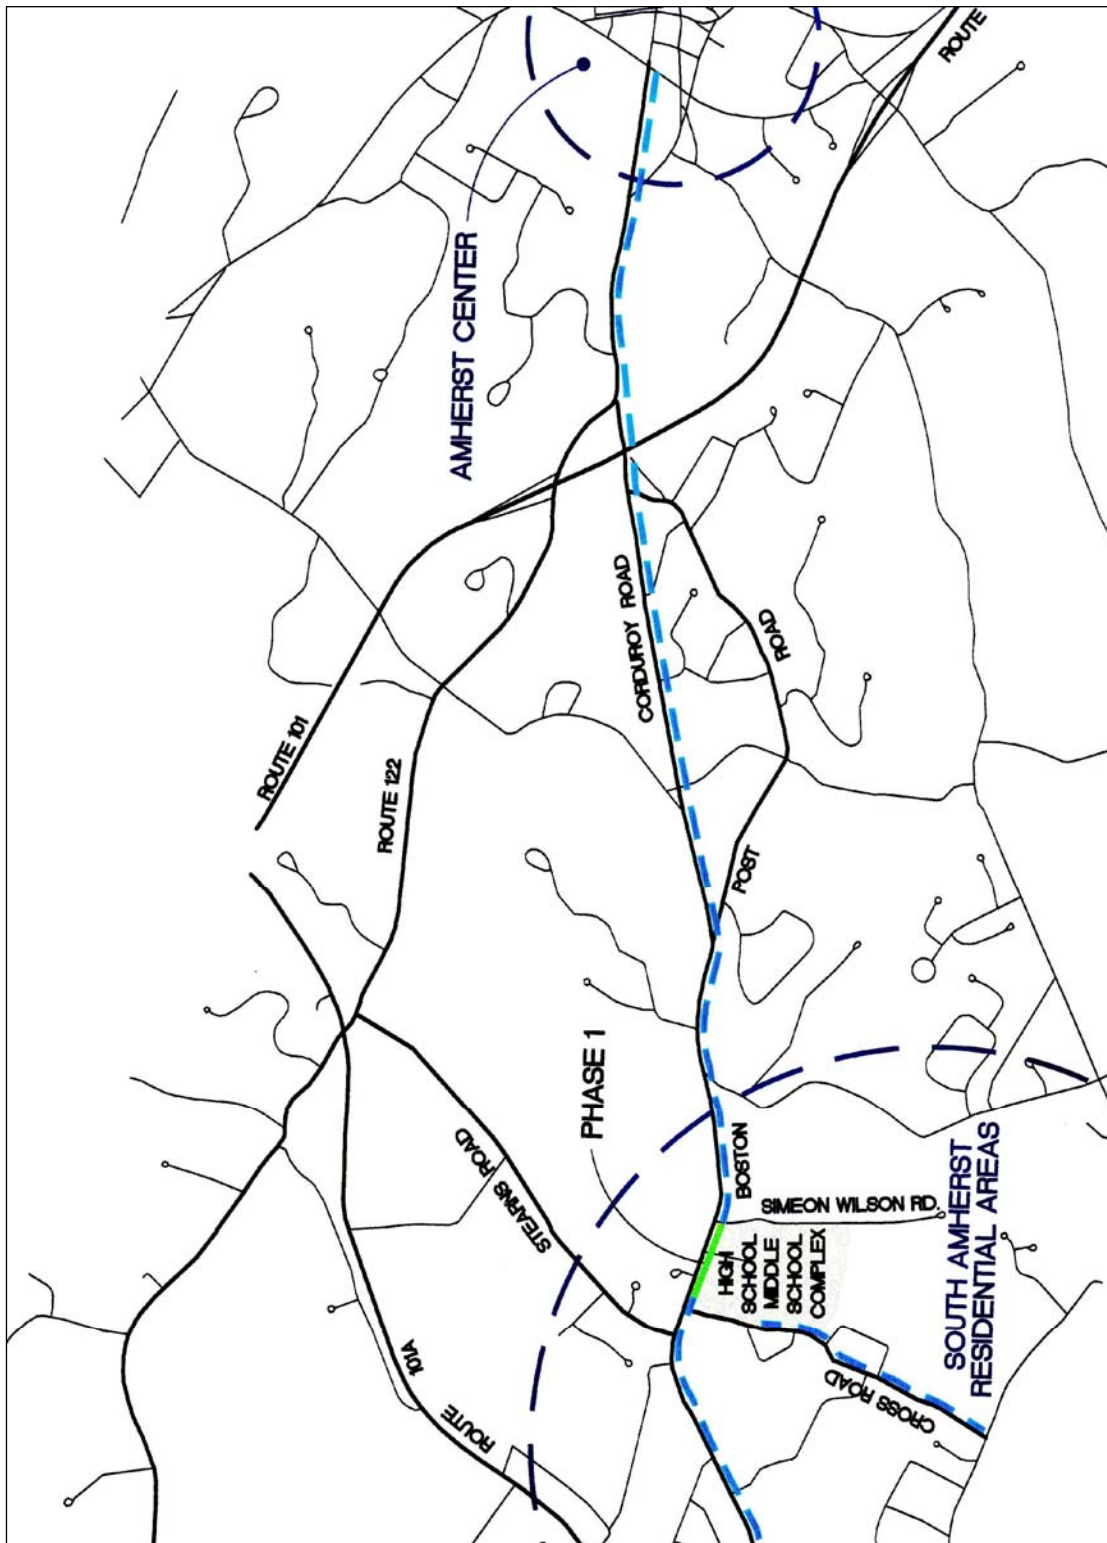 ROUTE
AMHERST CENTER
CORDUROY ROAD
ROAD
ROUTE 101
ROUTE 122
POST
PHASE 1
BOSTON
STEARNS ROAD
SIMEON WILSON RD.
HIGH
SCHOOL
MIDDLE
SCHOOL
COMPLEX
SOUTH AMHERST
RESIDENTIAL AREAS
CROSS ROAD
101A
ROUTE